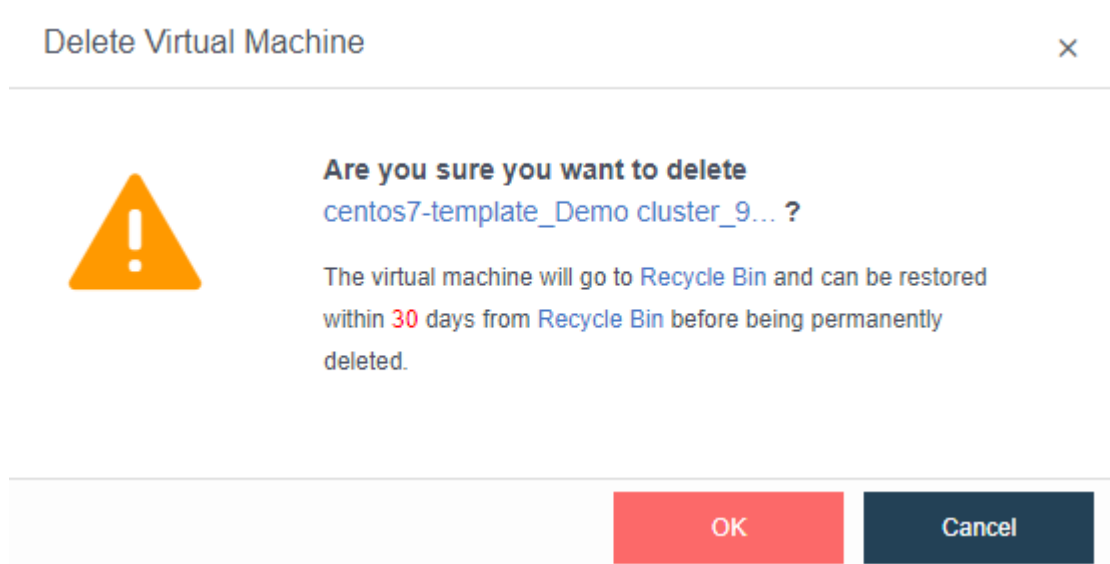 Delete Virtual Machine
×
Are you sure you want to delete
centos7-template_Demo cluster_9... ?
The virtual machine will go to Recycle Bin and can be restored
within 30 days from Recycle Bin before being permanently
deleted.
OK
Cancel